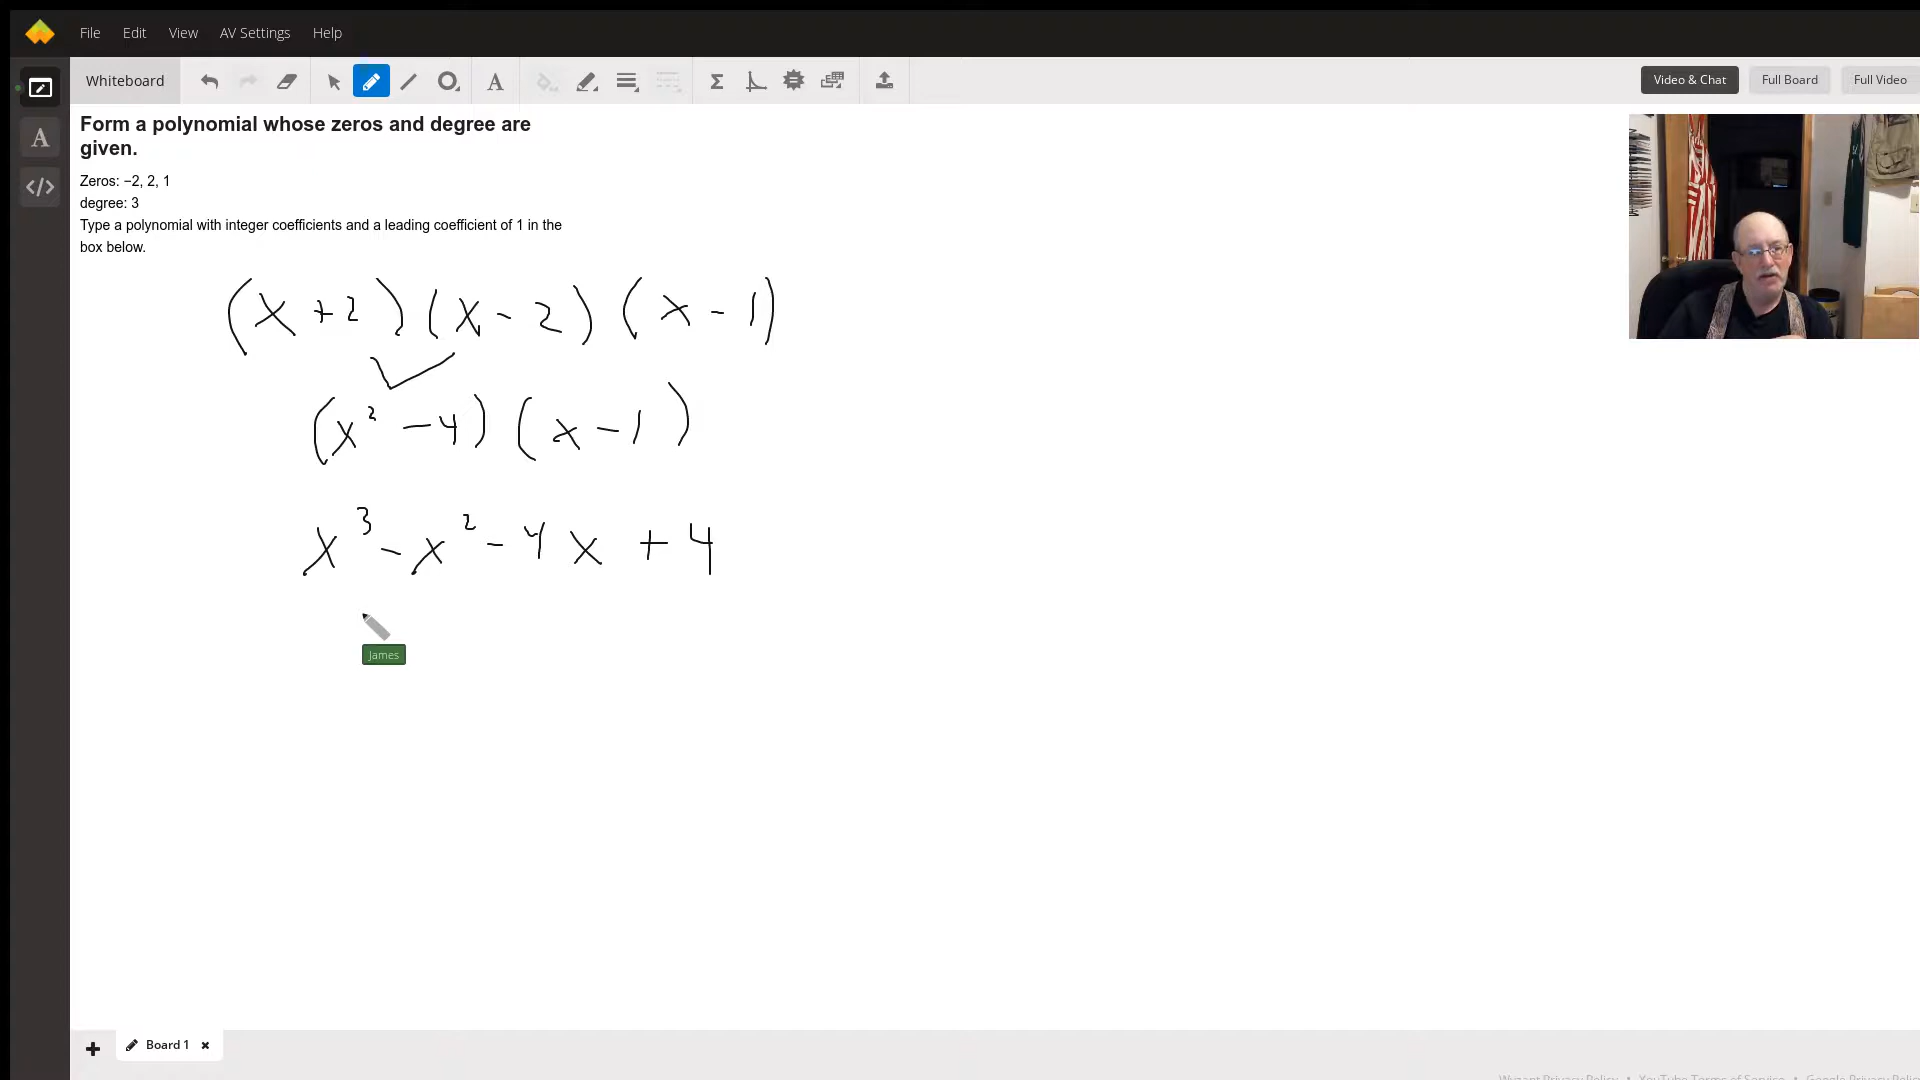 File Edit View AV Settings Help
Whiteboard A Σ Video & Chat Full Board Full Video
A
</>
Form a polynomial whose zeros and degree are
given.
Zeros: −2, 2, 1
degree: 3
Type a polynomial with integer coefficients and a leading coefficient of 1 in the
box below.
(x + 2) (x - 2) (x - 1)
(x² - 4) (x - 1)
x³ - x² - 4x + 4
James
Board 1